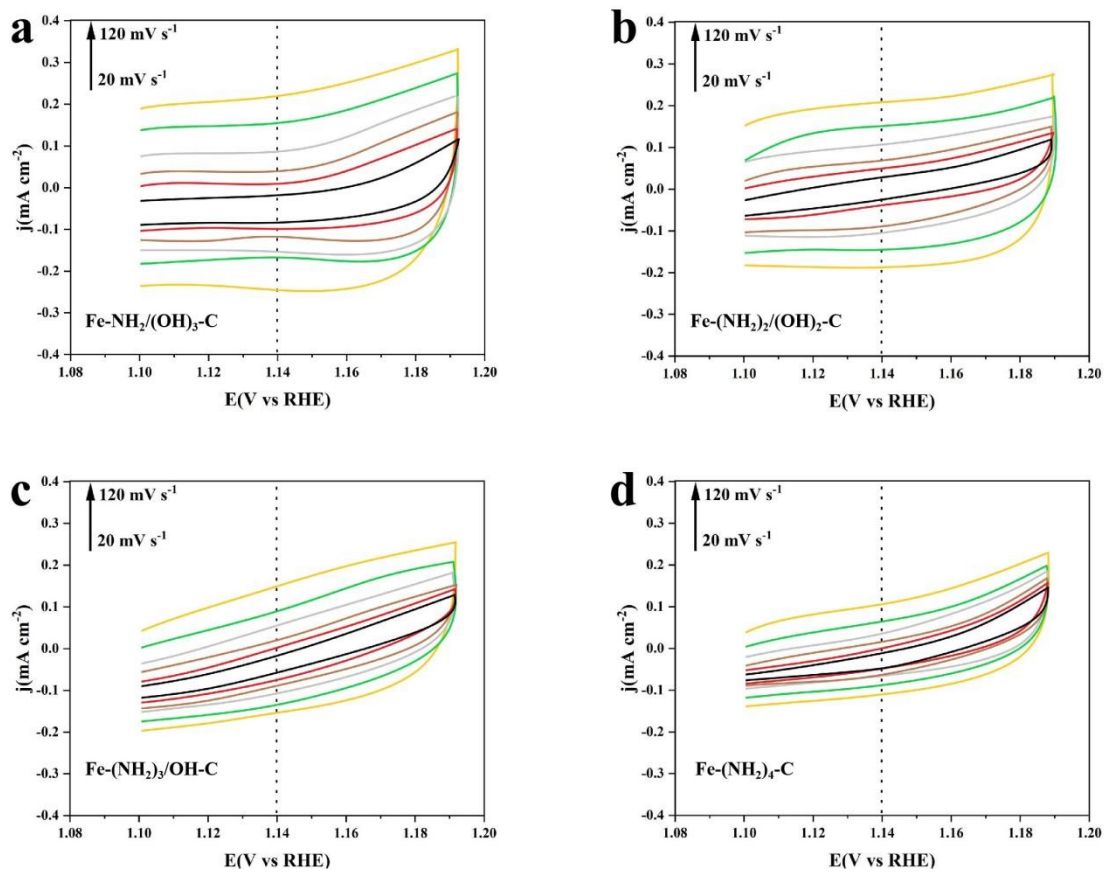 a
120 mV s⁻¹
20 mV s⁻¹
0.4
0.3
0.2
0.1
0.0
-0.1
-0.2
-0.3
-0.4
j(mA cm⁻²)
Fe-NH₂/(OH)₃-C
1.08 1.10 1.12 1.14 1.16 1.18 1.20
E(V vs RHE)
b
120 mV s⁻¹
20 mV s⁻¹
0.4
0.3
0.2
0.1
0.0
-0.1
-0.2
-0.3
-0.4
j(mA cm⁻²)
Fe-(NH₂)₂/(OH)₂-C
1.08 1.10 1.12 1.14 1.16 1.18 1.20
E(V vs RHE)
c
120 mV s⁻¹
20 mV s⁻¹
0.4
0.3
0.2
0.1
0.0
-0.1
-0.2
-0.3
-0.4
j(mA cm⁻²)
Fe-(NH₂)₃/OH-C
1.08 1.10 1.12 1.14 1.16 1.18 1.20
E(V vs RHE)
d
120 mV s⁻¹
20 mV s⁻¹
0.4
0.3
0.2
0.1
0.0
-0.1
-0.2
-0.3
-0.4
j(mA cm⁻²)
Fe-(NH₂)₄-C
1.08 1.10 1.12 1.14 1.16 1.18 1.20
E(V vs RHE)